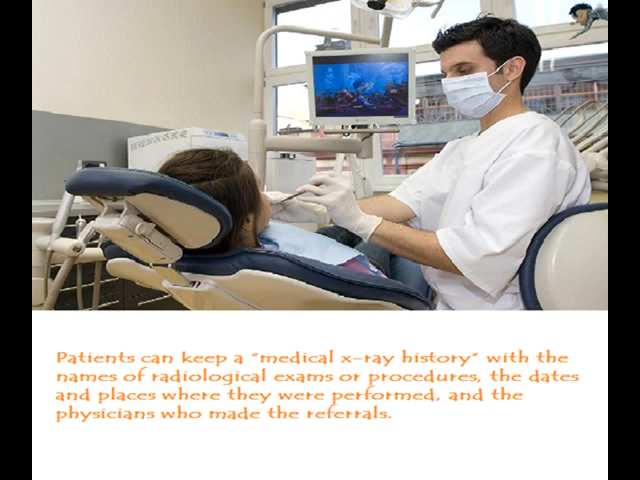 Patients can keep a "medical x-ray history" with the
names of radiological exams or procedures, the dates
and places where they were performed, and the
physicians who made the referrals.